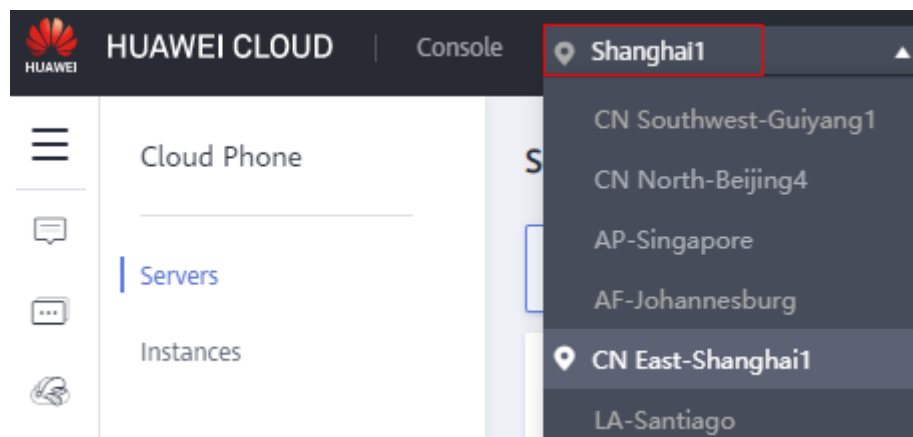 HUAWEI
HUAWEI CLOUD
Console
Shanghai1
Cloud Phone
Servers
Instances
S
CN Southwest-Guiyang1
CN North-Beijing4
AP-Singapore
AF-Johannesburg
CN East-Shanghai1
LA-Santiago